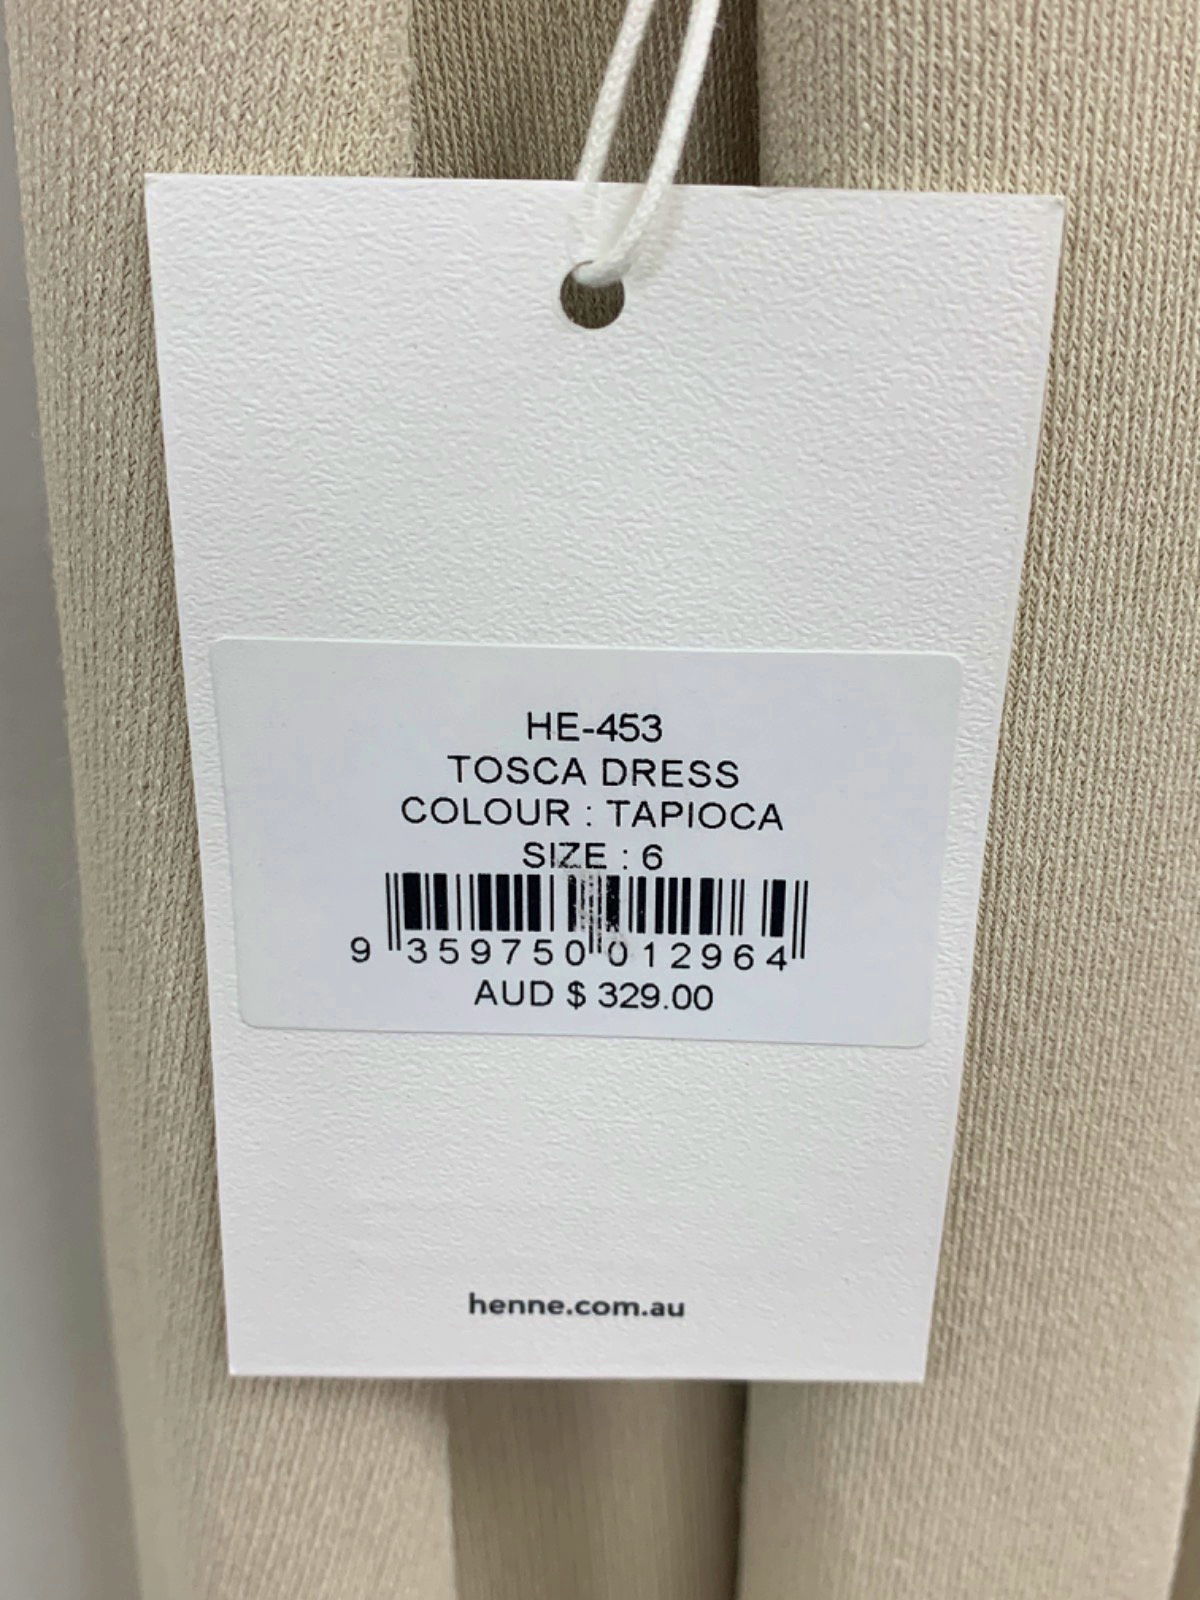 HE-453
TOSCA DRESS
COLOUR : TAPIOCA
SIZE : 6
9 359750 012964
AUD $ 329.00
henne.com.au